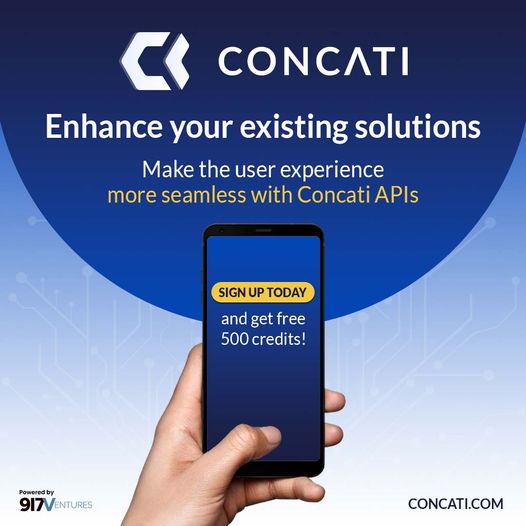 CONCATI
Enhance your existing solutions
Make the user experience
more seamless with Concati APIs
SIGN UP TODAY
and get free
500 credits!
Powered by
917VENTURES
CONCATI.COM